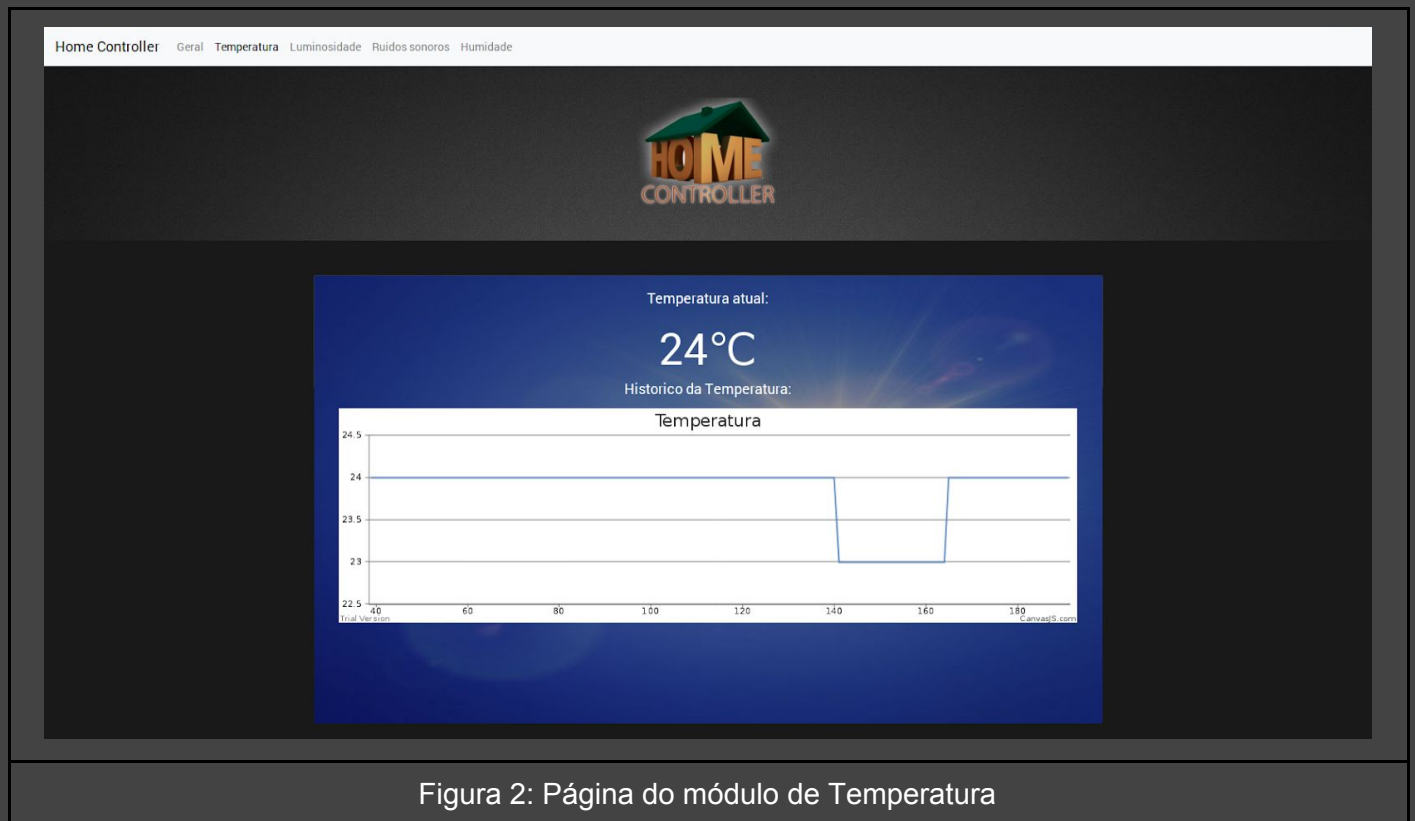 Home Controller Geral Temperatura Luminosidade Ruidos sonoros Humidade
HOME
CONTROLLER
Temperatura atual:
24°C
Historico da Temperatura:
Temperatura
24.5
24
23.5
23
22.5
40 60 80 100 120 140 160 180
Trial Version CanvasJS.com
Figura 2: Página do módulo de Temperatura